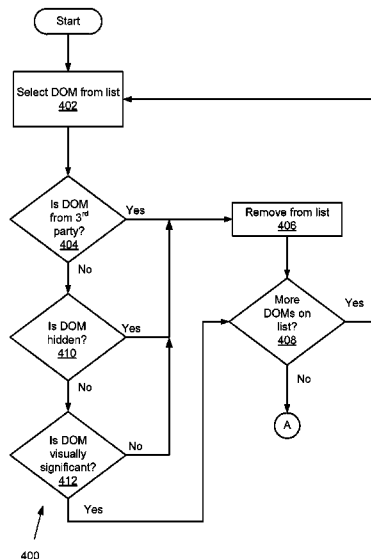 Start
Select DOM from list
402
Is DOM
from 3rd
party?
404
Yes
No
Remove from list
406
Is DOM
hidden?
410
Yes
No
More
DOMs on
list?
408
Yes
No
Is DOM
visually
significant?
412
No
Yes
A
400